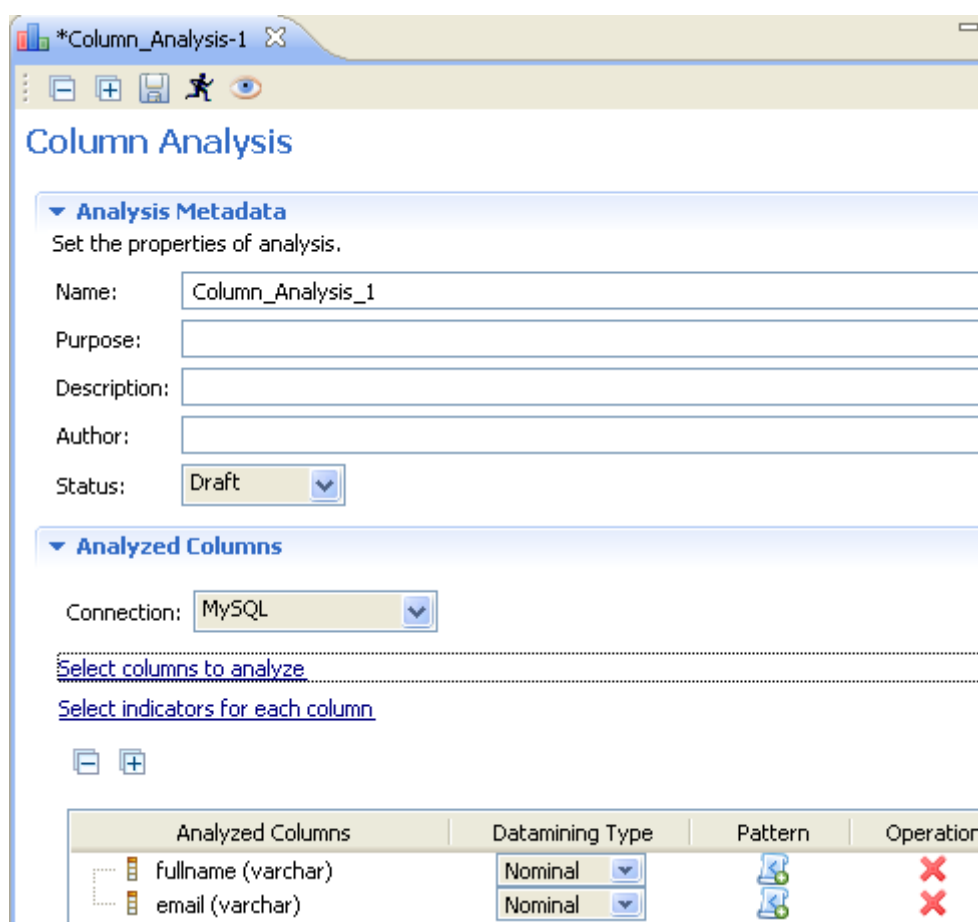 *Column_Analysis-1
Column Analysis
Analysis Metadata
Set the properties of analysis.
Name: Column_Analysis_1
Purpose:
Description:
Author:
Status: Draft
Analyzed Columns
Connection: MySQL
Select columns to analyze
Select indicators for each column
Analyzed Columns Datamining Type Pattern Operation
fullname (varchar) Nominal
email (varchar) Nominal